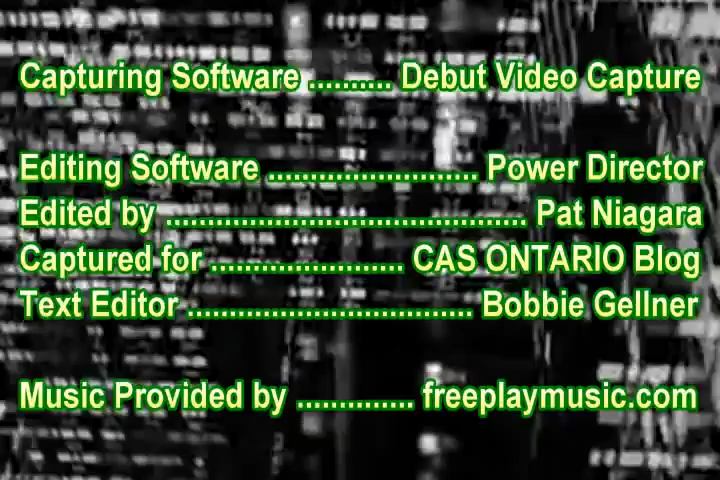 Capturing Software .......... Debut Video Capture
Editing Software ......................... Power Director
Edited by ........................................... Pat Niagara
Captured for ....................... CAS ONTARIO Blog
Text Editor .................................. Bobbie Gellner
Music Provided by .............. freeplaymusic.com